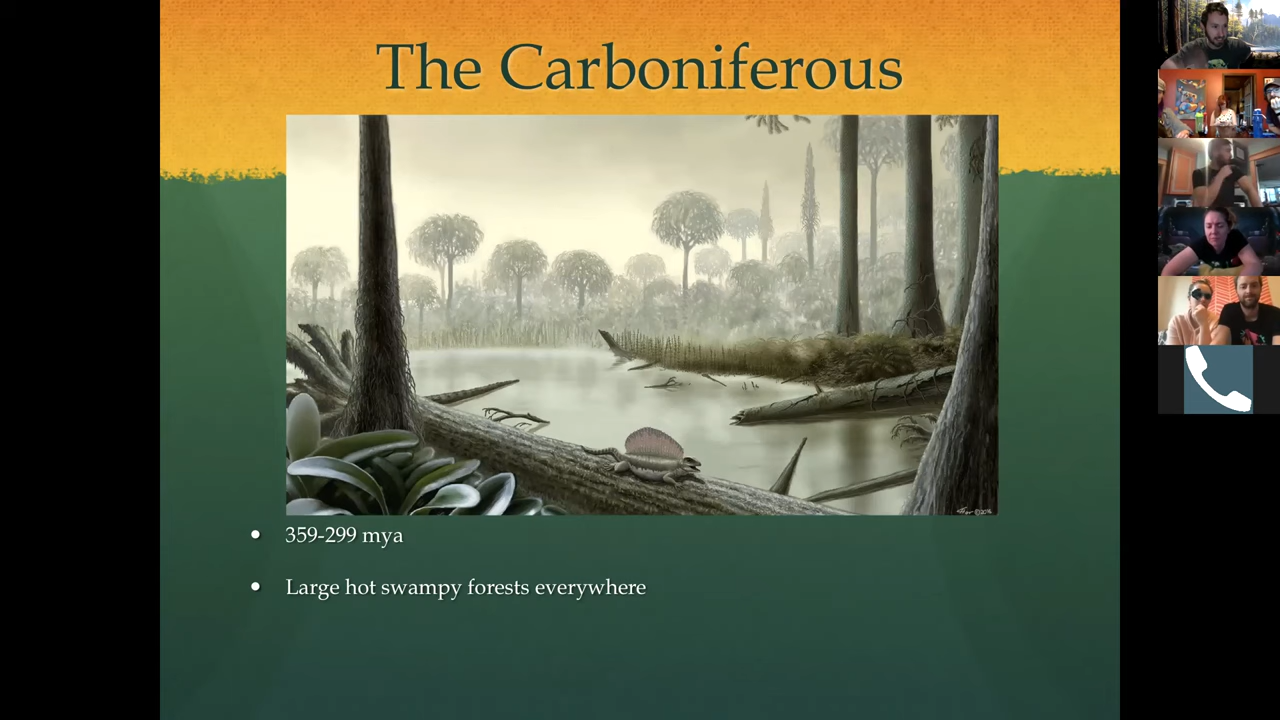 The Carboniferous
• 359-299 mya
• Large hot swampy forests everywhere